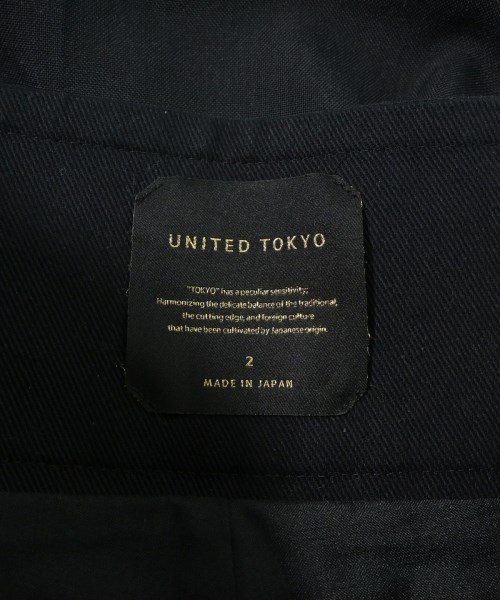 UNITED TOKYO
"TOKYO" has a peculiar sensitivity;
Harmonizing the delicate balance of the traditional,
the cutting edge, and foreign culture
that have been cultivated by Japanese origin.
2
MADE IN JAPAN